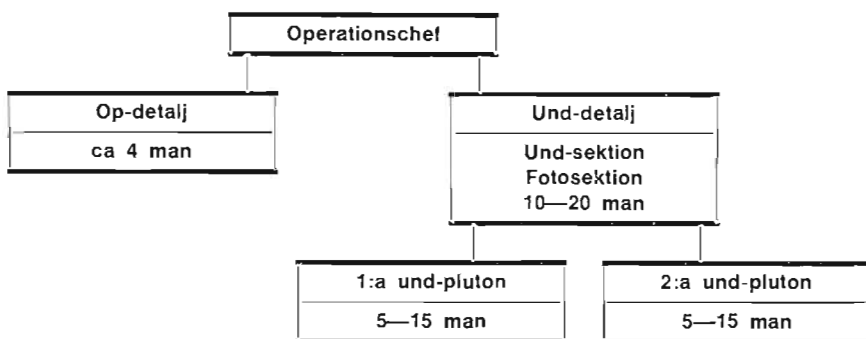 Operationschef
Op-detalj
ca 4 man
Und-detalj
Und-sektion
Fotosektion
10—20 man
1:a und-pluton
5—15 man
2:a und-pluton
5—15 man